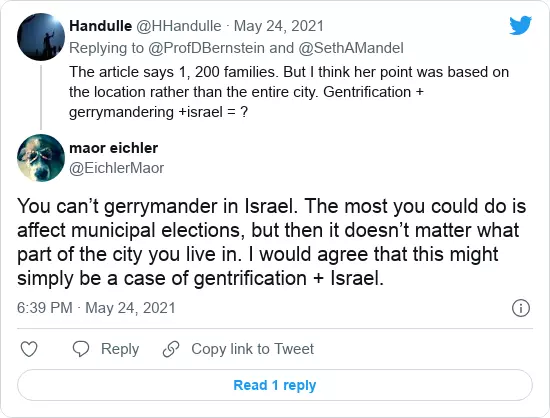 Handulle @HHandulle · May 24, 2021
Replying to @ProfDBernstein and @SethAMandel
The article says 1, 200 families. But I think her point was based on
the location rather than the entire city. Gentrification +
gerrymandering +israel = ?
maor eichler
@EichlerMaor
You can’t gerrymander in Israel. The most you could do is
affect municipal elections, but then it doesn’t matter what
part of the city you live in. I would agree that this might
simply be a case of gentrification + Israel.
6:39 PM · May 24, 2021
Reply
Copy link to Tweet
Read 1 reply